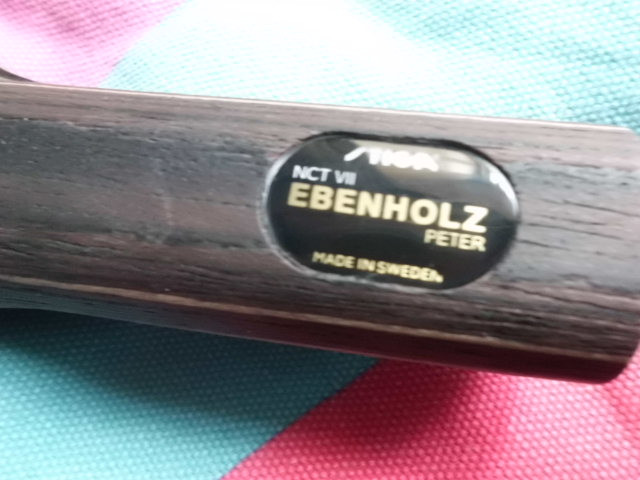 STIGA
NCT VII
EBENHOLZ
PETER
MADE IN SWEDEN